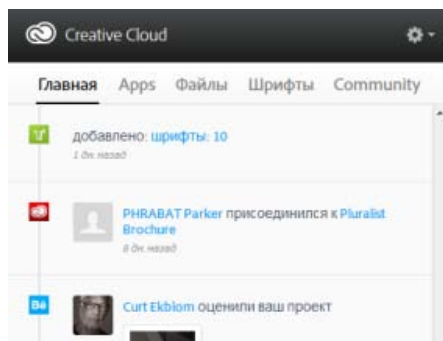 Creative Cloud
Главная Apps Файлы Шрифты Community
добавлено: шрифты: 10
1 дн. назад
PHRABAT Parker присоединился к Pluralist
Brochure
8 дн. назад
Bē
Curt Ekblom оценили ваш проект